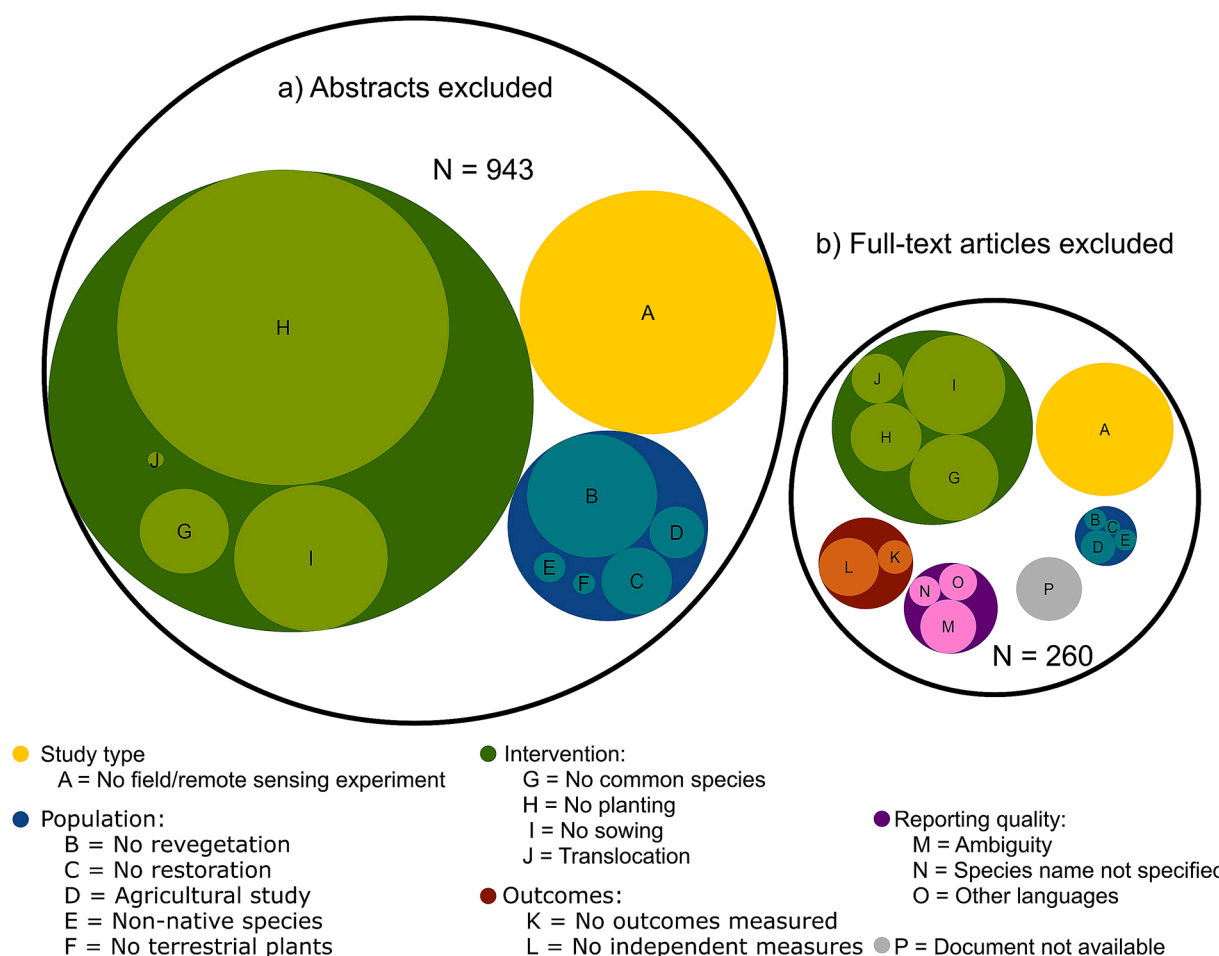 a) Abstracts excluded
N = 943
H
A
J
G
I
B
D
E
F
C
b) Full-text articles excluded
J
I
H
G
A
B
C
D
E
L
K
N
O
M
P
N = 260
Study type
A = No field/remote sensing experiment
Population:
B = No revegetation
C = No restoration
D = Agricultural study
E = Non-native species
F = No terrestrial plants
Intervention:
G = No common species
H = No planting
I = No sowing
J = Translocation
Outcomes:
K = No outcomes measured
L = No independent measures
Reporting quality:
M = Ambiguity
N = Species name not specified
O = Other languages
P = Document not available